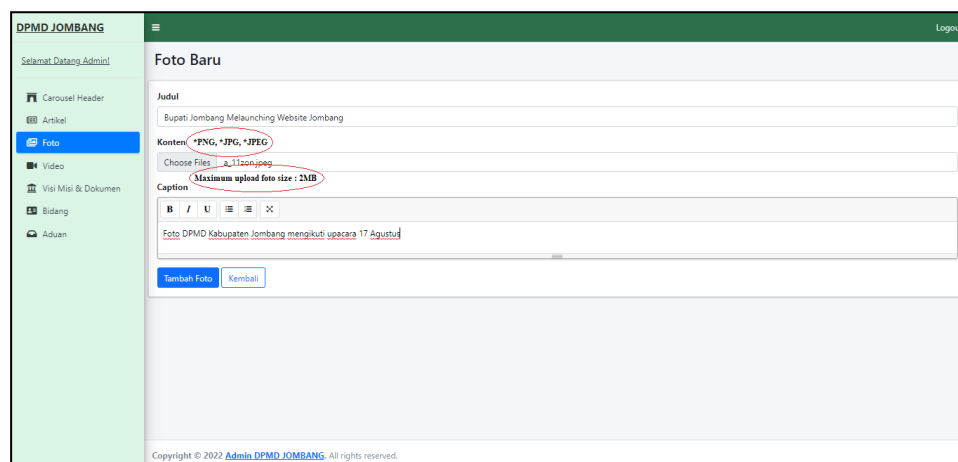 DPMD JOMBANG
Logou
Selamat Datang Admin!
Foto Baru
Carousel Header
Artikel
Foto
Video
Visi Misi & Dokumen
Bidang
Aduan
Judul
Bupati Jombang Melaunching Website Jombang
Konten *PNG, *JPG, *JPEG
Choose Files a_11zon.jpeg
Maximum upload foto size : 2MB
Caption
B I U
Foto DPMD Kabupaten Jombang mengikuti upacara 17 Agustus
Tambah Foto Kembali
Copyright © 2022 Admin DPMD JOMBANG. All rights reserved.